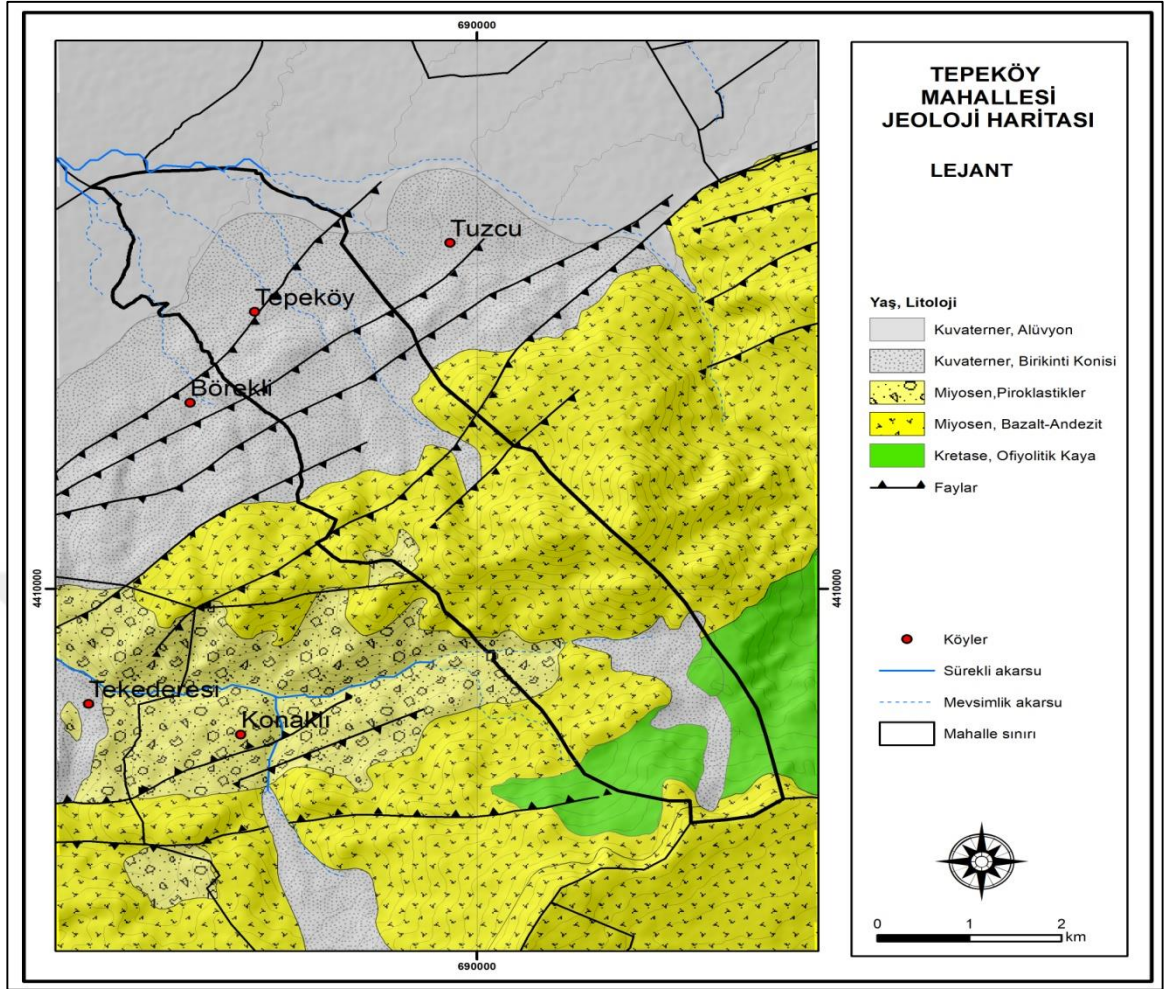 690000
TEPEKÖY
MAHALLESİ
JEOLOJİ HARİTASI
LEJANT
Tuzcu
Tepeköy
Börekli
Yaş, Litoloji
Kuvaterner, Alüvyon
Kuvaterner, Birikinti Konisi
Miyosen,Piroklastikler
Miyosen, Bazalt-Andezit
Kretase, Ofiyolitik Kaya
Faylar
4410000
4410000
Köyler
Sürekli akarsu
Mevsimlik akarsu
Mahalle sınırı
Tekederesi
Konaklı
0 1 2
km
690000